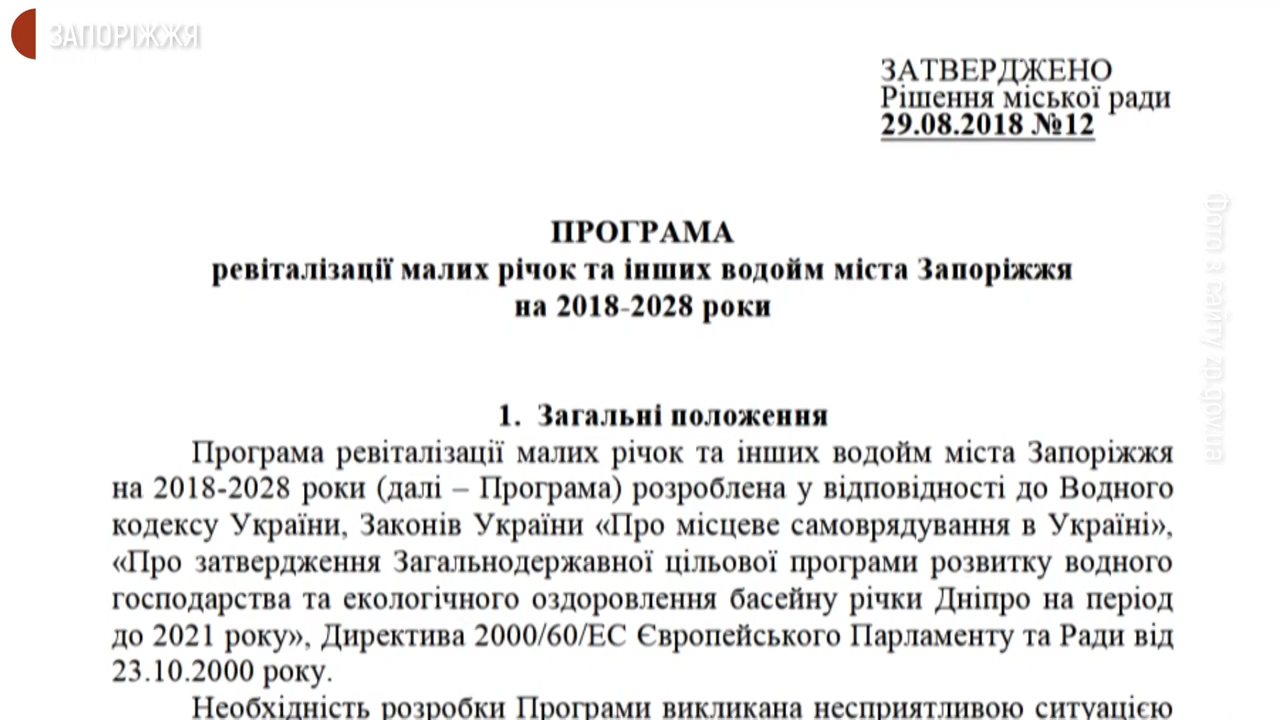 ЗАПОРІЖЖЯ
ЗАТВЕРДЖЕНО
Рішення міської ради
29.08.2018 №12
ПРОГРАМА
ревіталізації малих річок та інших водойм міста Запоріжжя
на 2018-2028 роки
1. Загальні положення
Програма ревіталізації малих річок та інших водойм міста Запоріжжя
на 2018-2028 роки (далі – Програма) розроблена у відповідності до Водного
кодексу України, Законів України «Про місцеве самоврядування в Україні»,
«Про затвердження Загальнодержавної цільової програми розвитку водного
господарства та екологічного оздоровлення басейну річки Дніпро на період
до 2021 року», Директива 2000/60/ЕС Європейського Парламенту та Ради від
23.10.2000 року.
Необхідність розробки Програми викликана несприятливою ситуацією
Фото з сайту zp.gov.ua